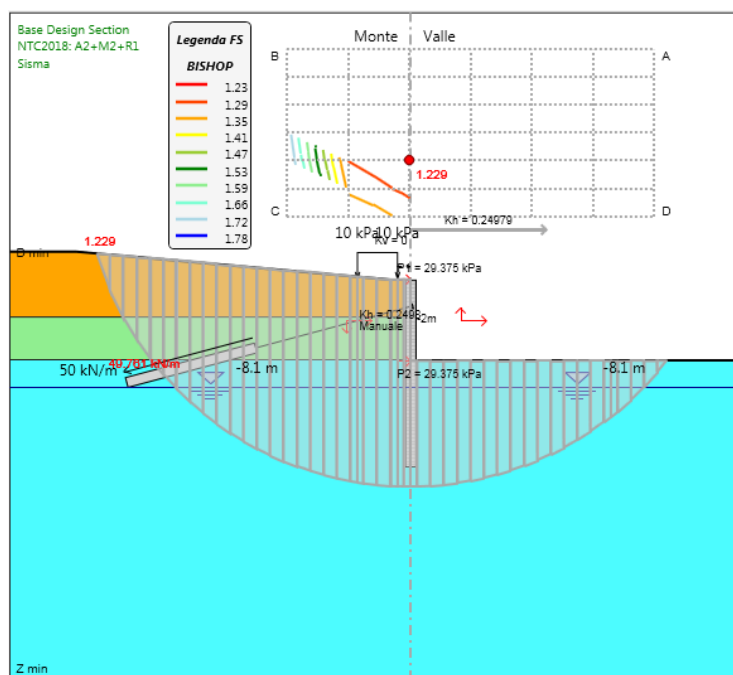 Base Design Section
NTC2018: A2+M2+R1
Sisma
Legenda FS
BISHOP
1.23
1.29
1.35
1.41
1.47
1.53
1.59
1.66
1.72
1.78
Monte
Valle
B
A
1.229
C
D
Kh = 0.24979
10 kPa
10 kPa
Kv = 0
1.229
min
= 29.375 kPa
Manuale
50 kN/m
-8.1 m
-8.1 m
P2 = 29.375 kPa
Z min